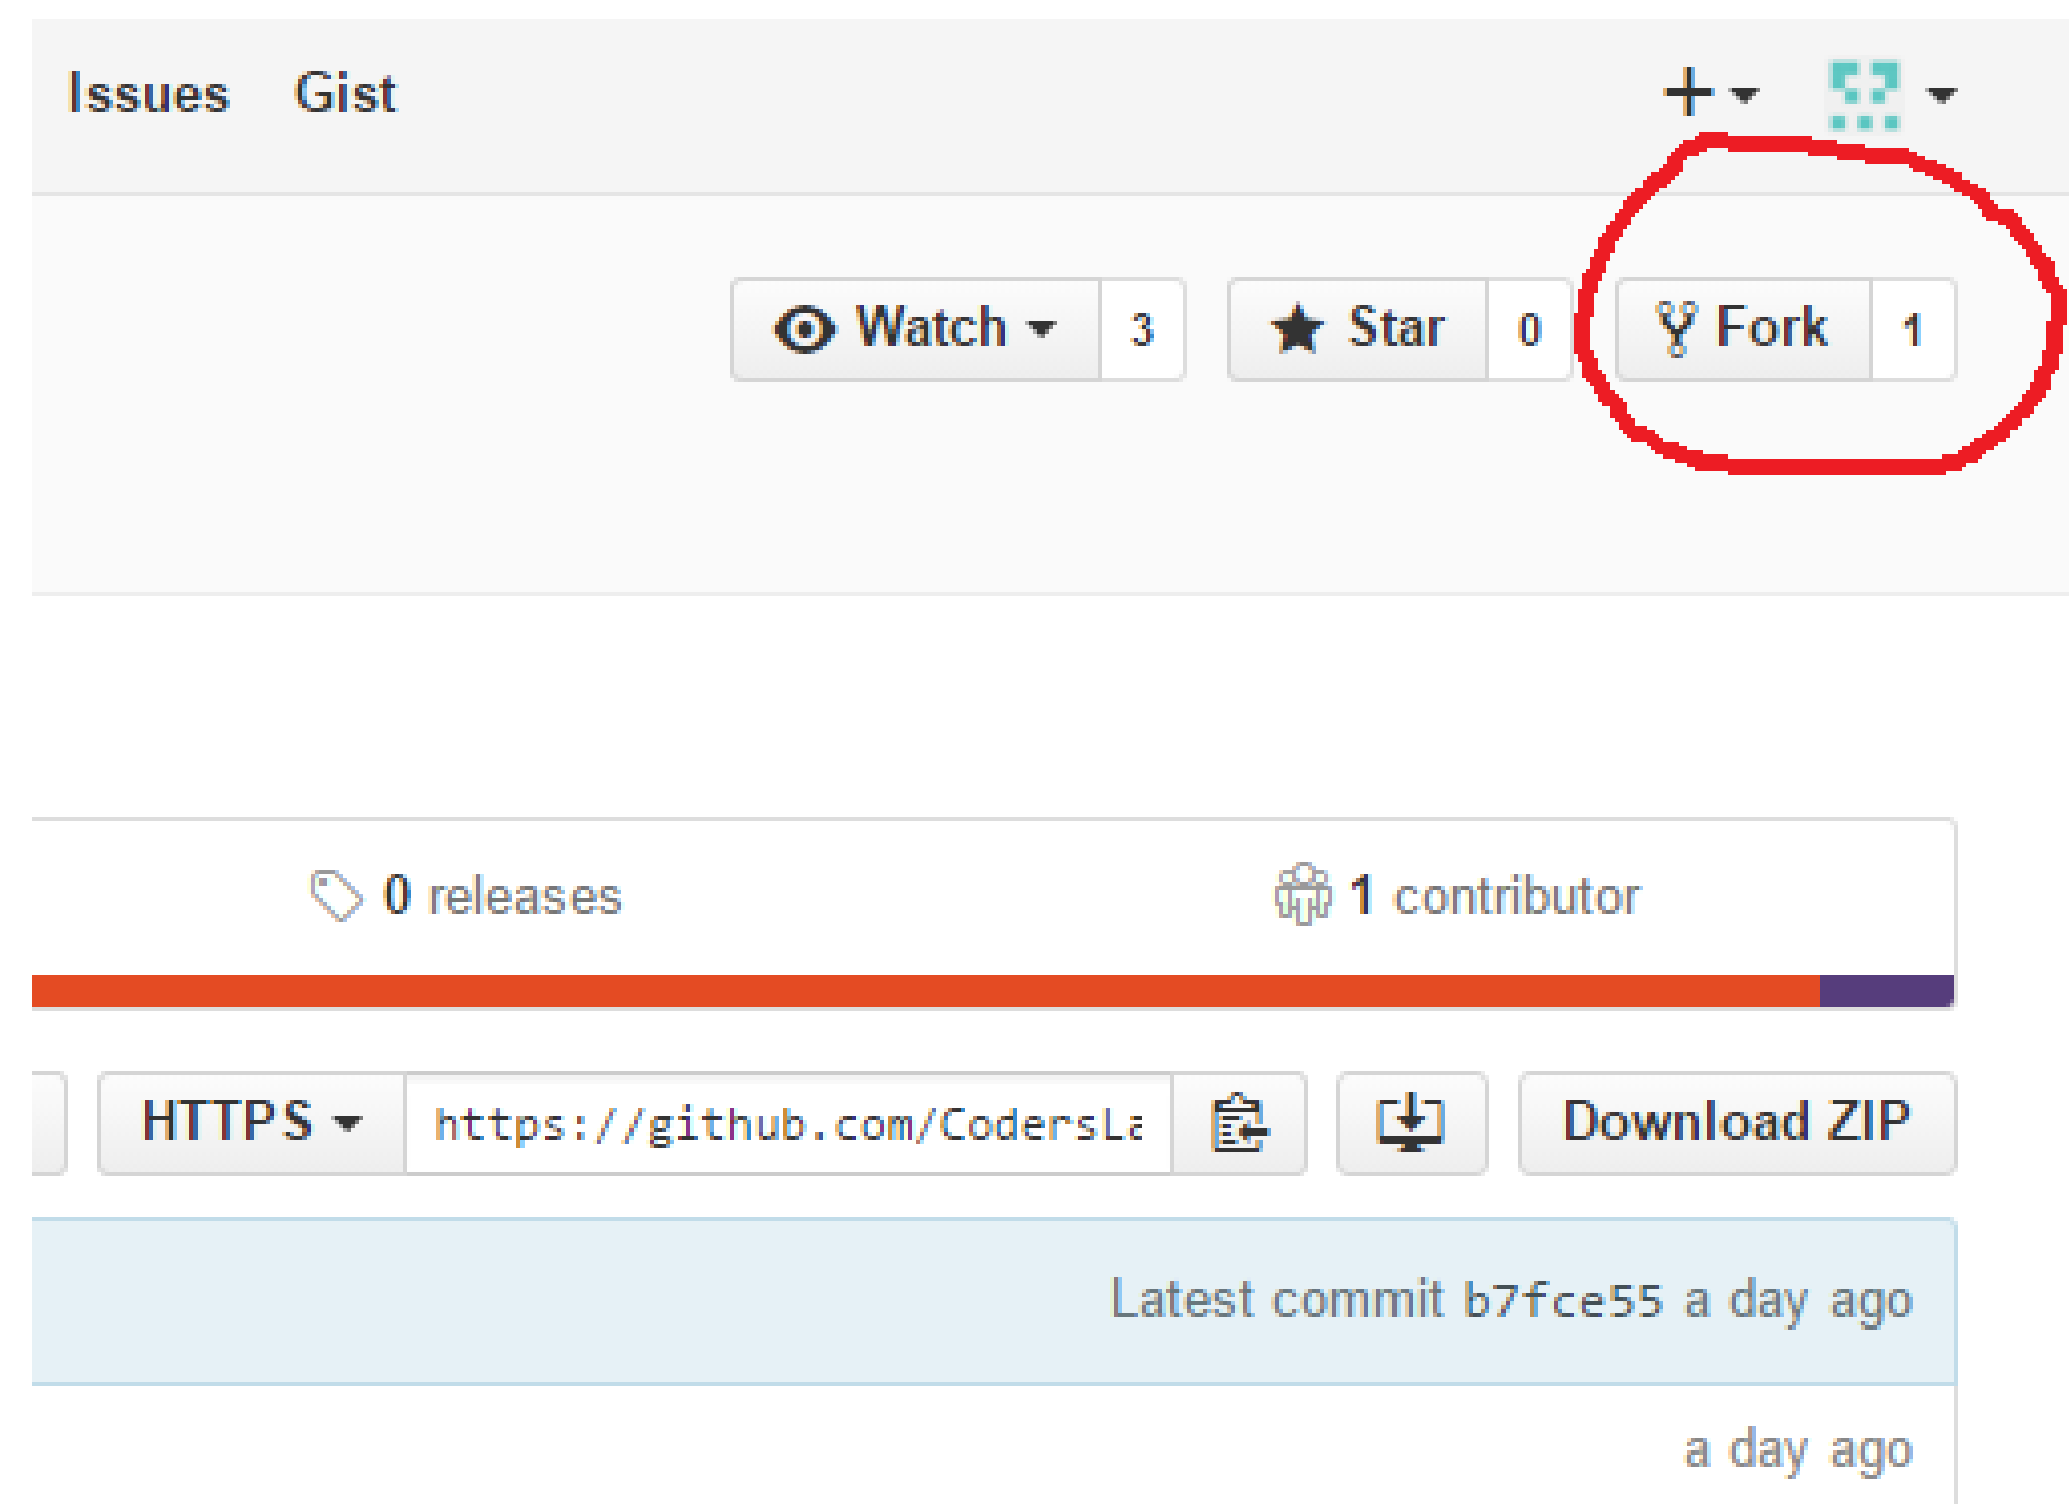 Issues Gist
Watch 3 Star 0 Fork 1
0 releases 1 contributor
HTTPS https://github.com/CodersLa Download ZIP
Latest commit b7fce55 a day ago
a day ago